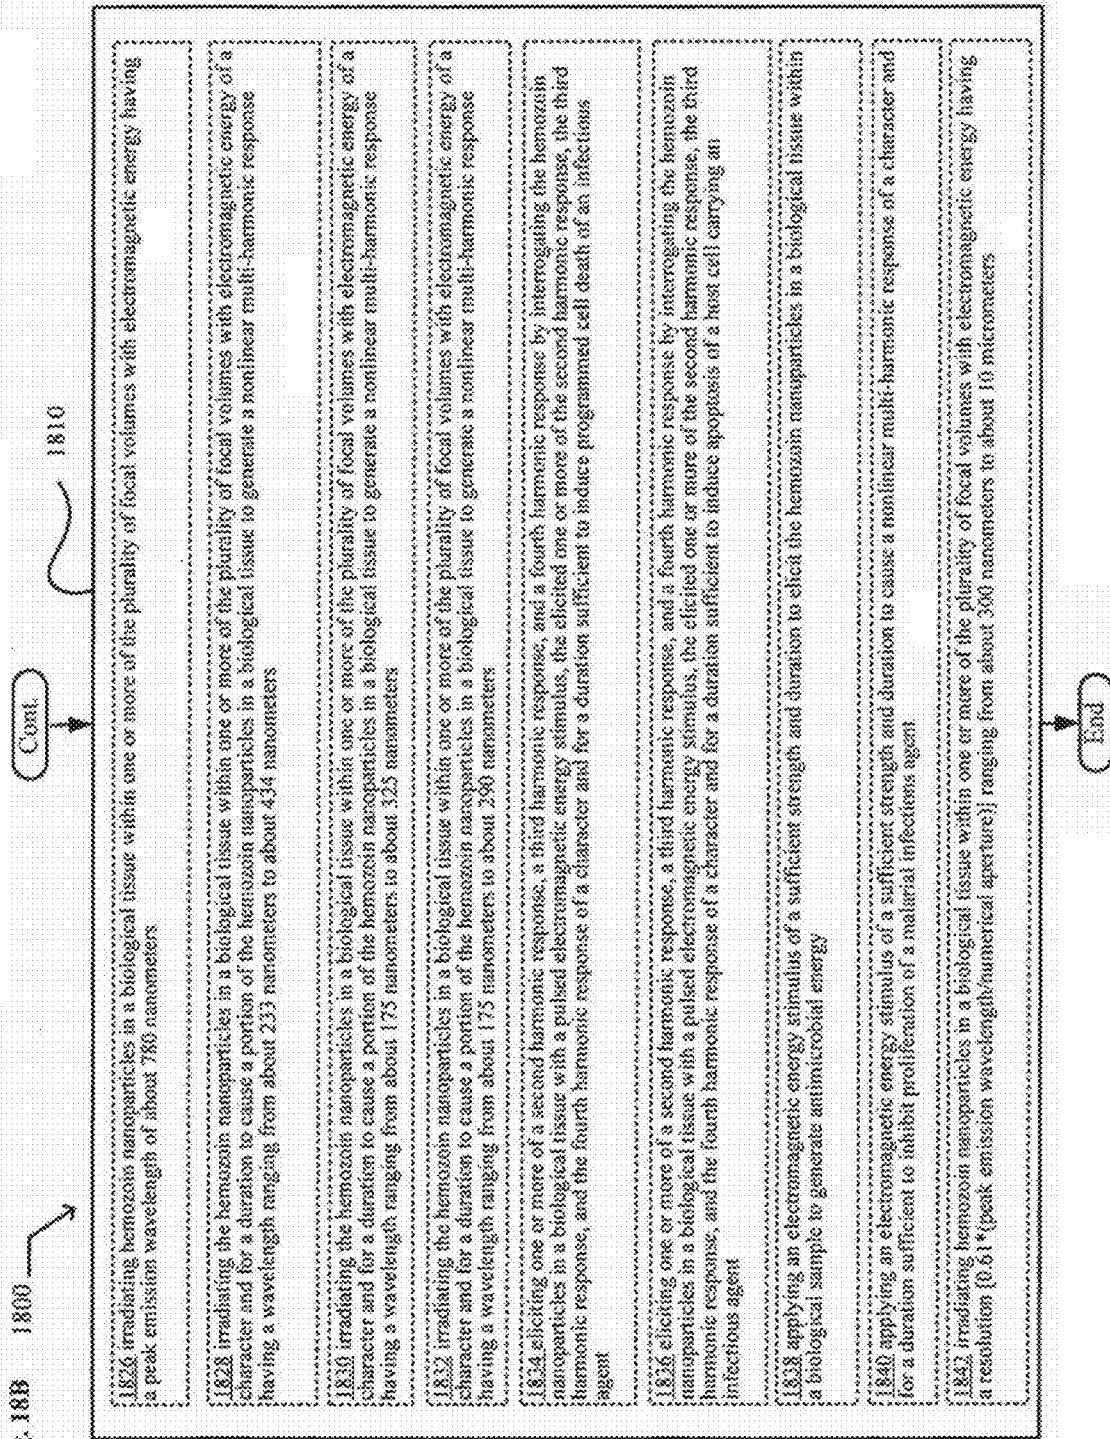 . 18B
1800
Cont.
1810
1826 irradiating hemozoin nanoparticles in a biological tissue within one or more of the plurality of focal volumes with electromagnetic energy having
a peak emission wavelength of about 780 nanometers
1828 irradiating the hemozoin nanoparticles in a biological tissue within one or more of the plurality of focal volumes with electromagnetic energy of a
character and for a duration to cause a portion of the hemozoin nanoparticles in a biological tissue to generate a nonlinear multi-harmonic response
having a wavelength ranging from about 233 nanometers to about 434 nanometers
1830 irradiating the hemozoin nanoparticles in a biological tissue within one or more of the plurality of focal volumes with electromagnetic energy of a
character and for a duration to cause a portion of the hemozoin nanoparticles in a biological tissue to generate a nonlinear multi-harmonic response
having a wavelength ranging from about 175 nanometers to about 325 nanometers
1832 irradiating the hemozoin nanoparticles in a biological tissue within one or more of the plurality of focal volumes with electromagnetic energy of a
character and for a duration to cause a portion of the hemozoin nanoparticles in a biological tissue to generate a nonlinear multi-harmonic response
having a wavelength ranging from about 175 nanometers to about 290 nanometers
1834 eliciting one or more of a second harmonic response, a third harmonic response, and a fourth harmonic response by interrogating the hemozoin
nanoparticles in a biological tissue with a pulsed electromagnetic energy stimulus, the elicited one or more of the second harmonic response, the third
harmonic response, and the fourth harmonic response of a character and for a duration sufficient to induce programmed cell death of an infectious
agent
1836 eliciting one or more of a second harmonic response, a third harmonic response, and a fourth harmonic response by interrogating the hemozoin
nanoparticles in a biological tissue with a pulsed electromagnetic energy stimulus, the elicited one or more of the second harmonic response, the third
harmonic response, and the fourth harmonic response of a character and for a duration sufficient to induce apoptosis of a host cell carrying an
infectious agent
1838 applying an electromagnetic energy stimulus of a sufficient strength and duration to elicit the hemozoin nanoparticles in a biological tissue within
a biological sample to generate antimicrobial energy
1840 applying an electromagnetic energy stimulus of a sufficient strength and duration to cause a nonlinear multi-harmonic response of a character and
for a duration sufficient to inhibit proliferation of a malarial infectious agent
1842 irradiating hemozoin nanoparticles in a biological tissue within one or more of the plurality of focal volumes with electromagnetic energy having
a resolution [0.61*(peak emission wavelength/numerical aperture)] ranging from about 300 nanometers to about 10 micrometers
End